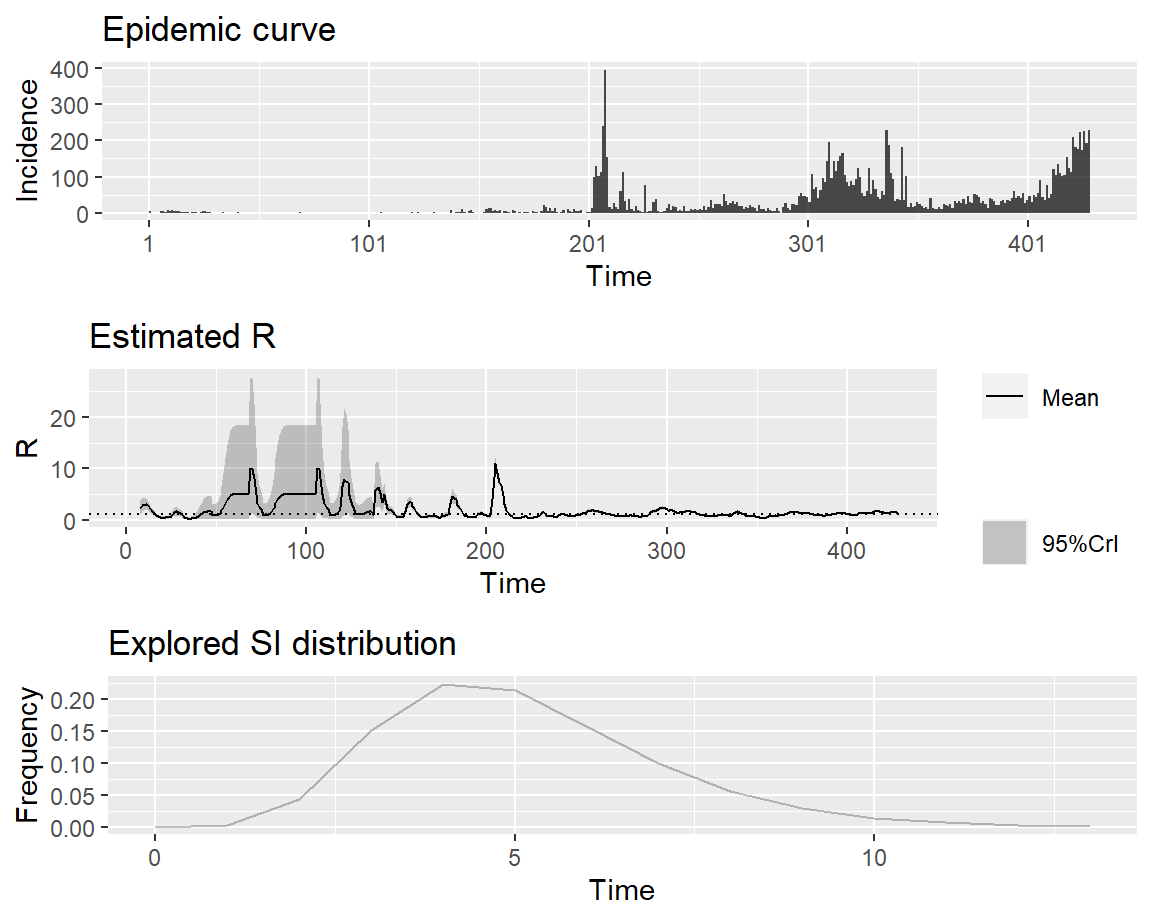 Epidemic curve
400
300
200
100
0
Incidence
1 101 201 301 401
Time
Estimated R
20
10
0
R
0 100 200 300 400
Time
Mean
95%CrI
Explored SI distribution
0.20
0.15
0.10
0.05
0.00
Frequency
0 5 10
Time